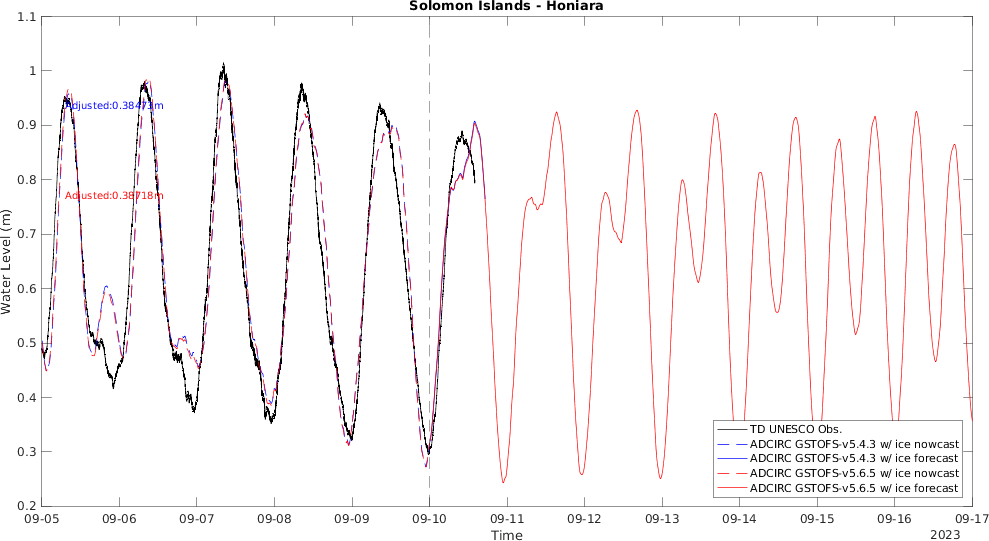 Solomon Islands - Honiara
1.1
1
0.9
0.8
0.7
0.6
0.5
0.4
0.3
0.2
Water Level (m)
Adjusted:0.38471m
Adjusted:0.38718m
TD UNESCO Obs.
ADCIRC GSTOFS-v5.4.3 w/ ice nowcast
ADCIRC GSTOFS-v5.4.3 w/ ice forecast
ADCIRC GSTOFS-v5.6.5 w/ ice nowcast
ADCIRC GSTOFS-v5.6.5 w/ ice forecast
09-05 09-06 09-07 09-08 09-09 09-10 09-11 09-12 09-13 09-14 09-15 09-16 09-17
Time
2023